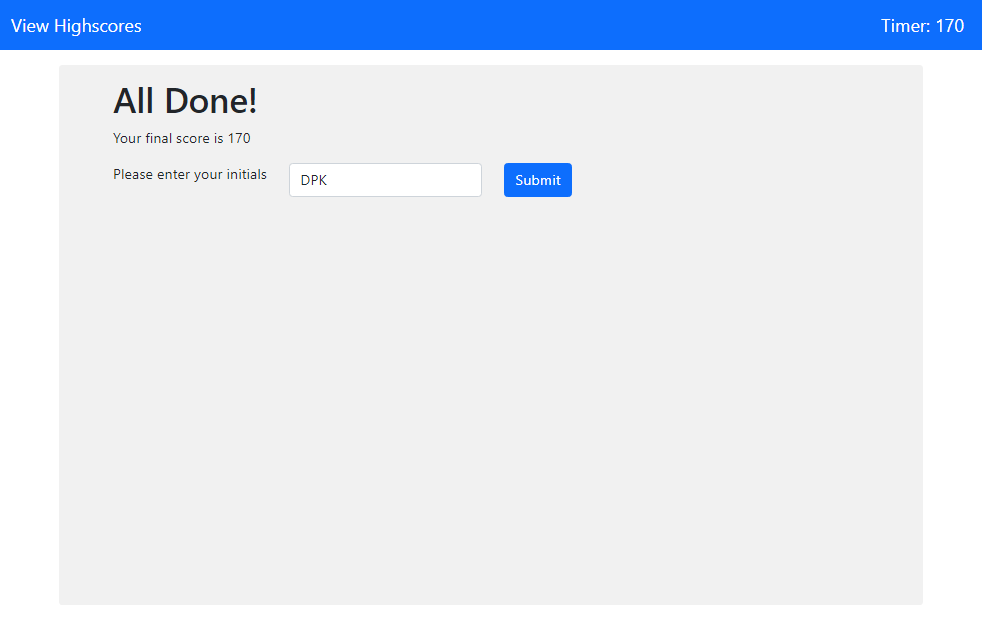 View Highscores Timer: 170
All Done!
Your final score is 170
Please enter your initials DPK Submit